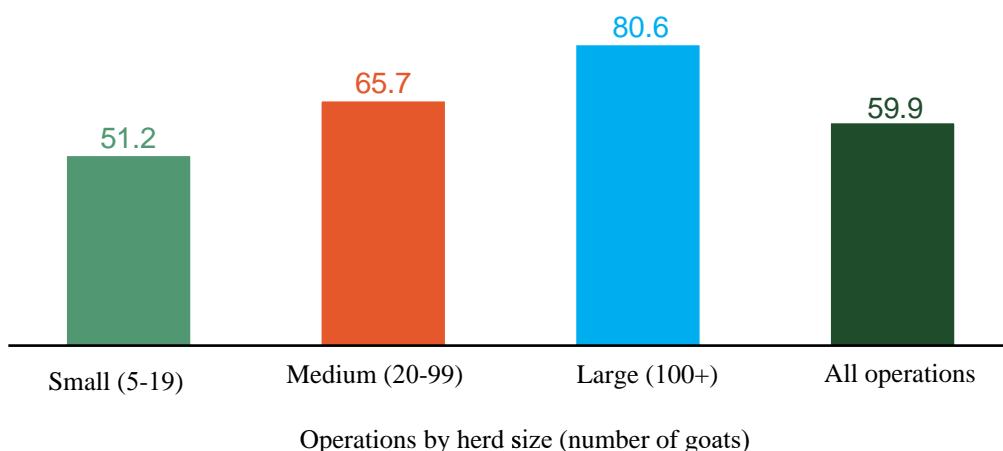 80.6
65.7
59.9
51.2
Small (5-19) Medium (20-99) Large (100+) All operations
Operations by herd size (number of goats)